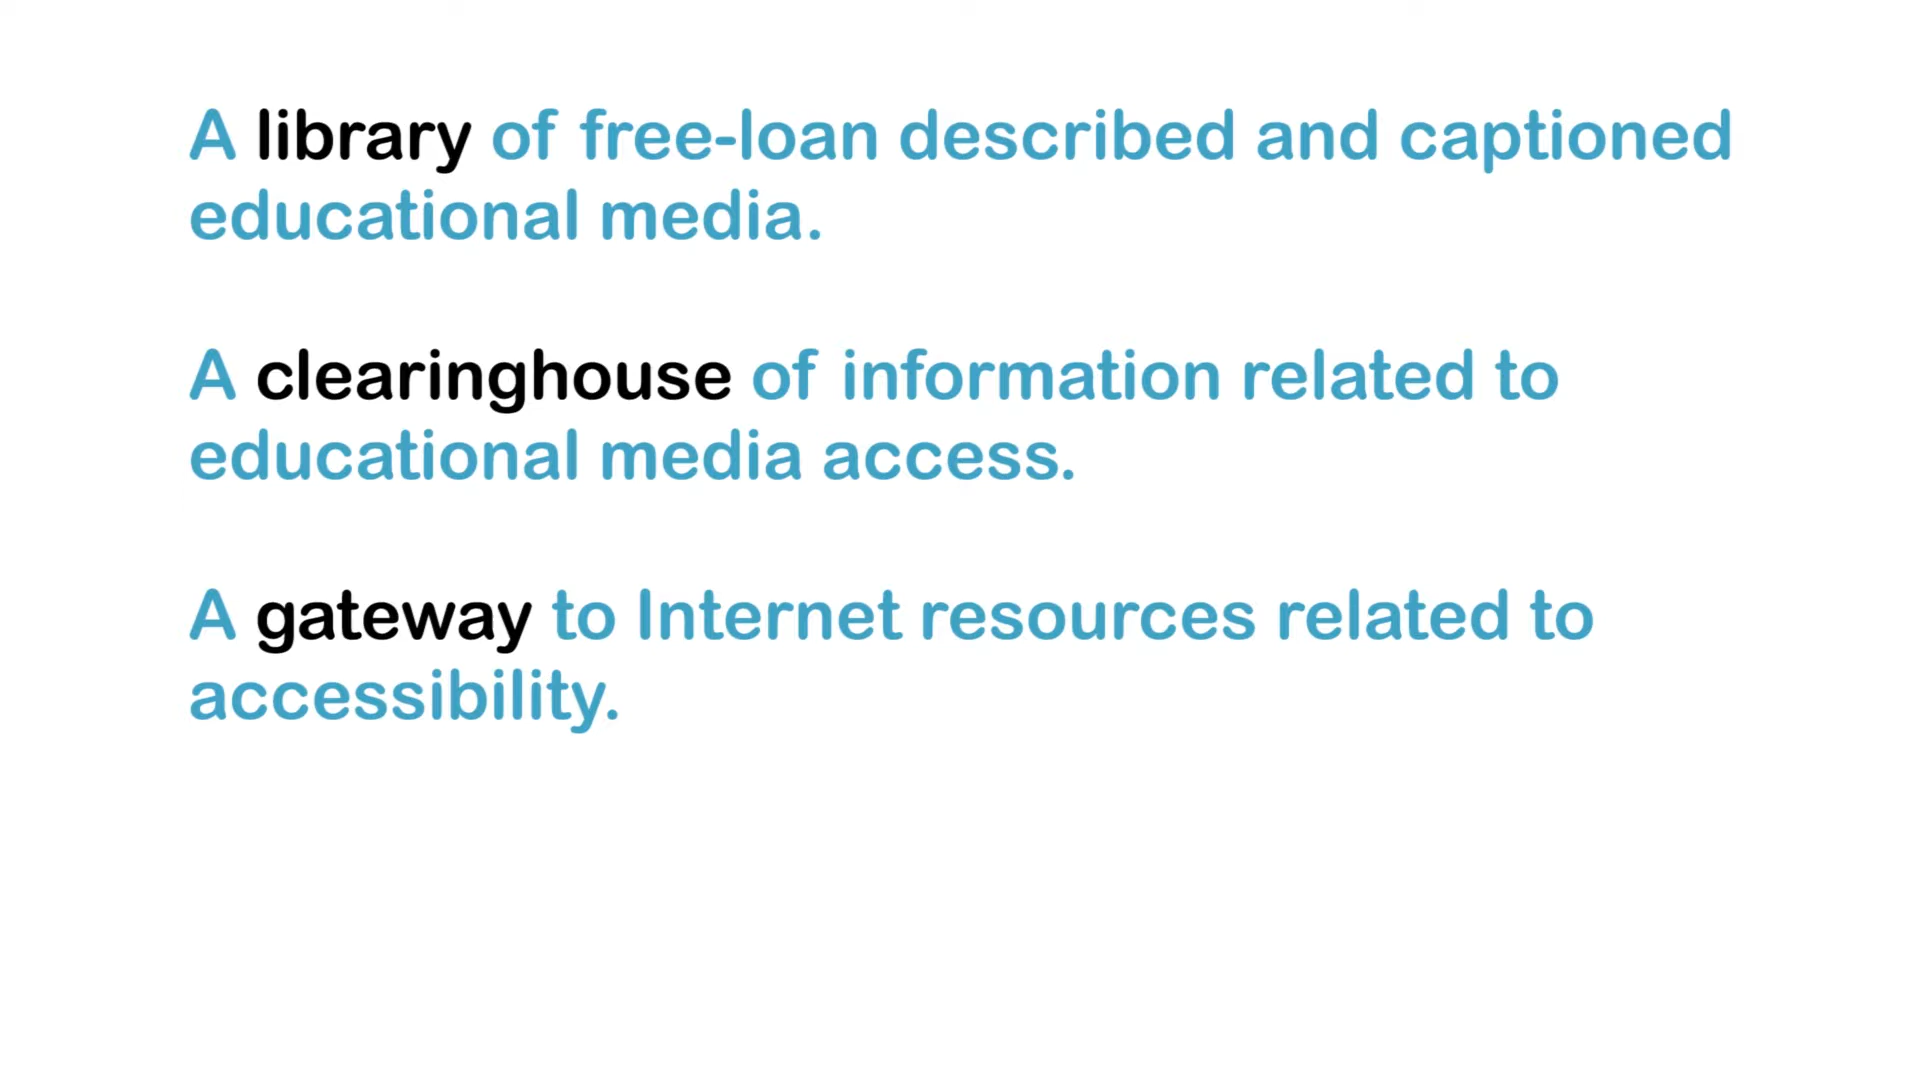 A library of free-loan described and captioned
educational media.
A clearinghouse of information related to
educational media access.
A gateway to Internet resources related to
accessibility.